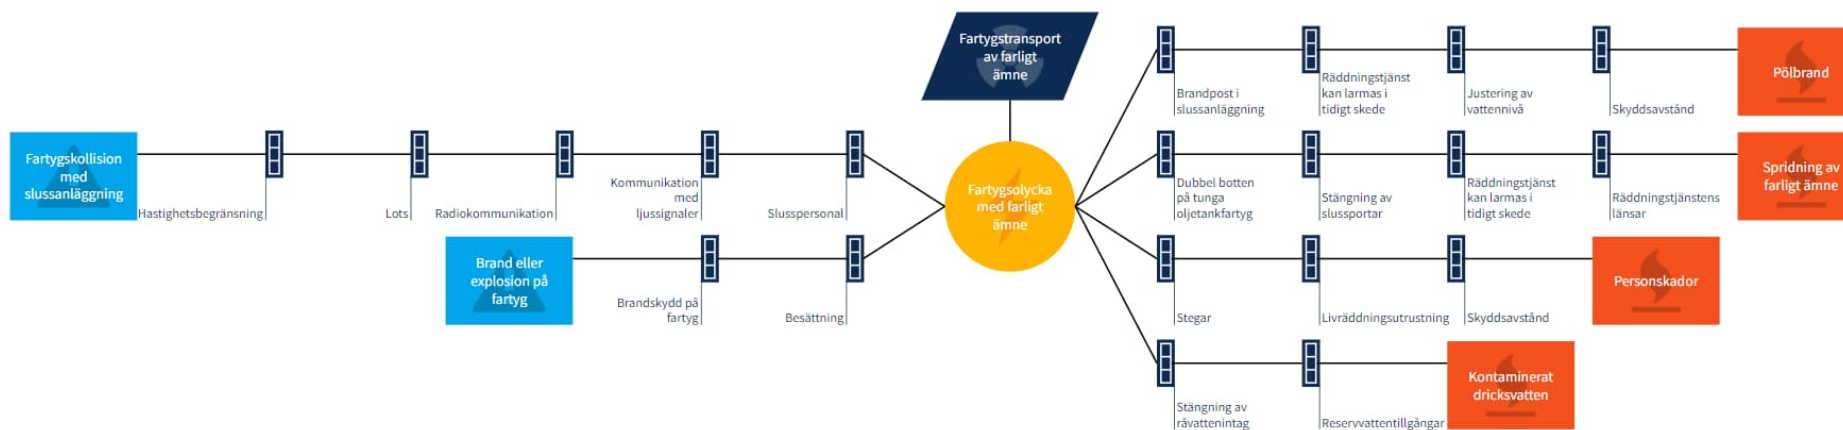 Fartygstransport
av farligt
ämne
Brandpost i
slussanläggning
Räddningstjänst
kan larmas i
tidigt skede
Justering av
vattennivå
Skyddsavstånd
Pölbrand
Fartygskollision
med
slussanläggning
Hastighetsbegränsning
Lots
Radiokommunikation
Kommunikation
med
ljussignaler
Slusspersonal
Fartygsolycka
med farligt
ämne
Dubbel botten
på tunga
oljetankfartyg
Stängning av
slussportar
Räddningstjänst
kan larmas i
tidigt skede
Räddningstjänstens
länsar
Spridning av
farligt ämne
Brand eller
explosion på
fartyg
Brandskydd på
fartyg
Besättning
Stegar
Livräddningsutrustning
Skyddsavstånd
Personskador
Stängning av
råvattenintag
Reservvattentillgångar
Kontaminerat
dricksvatten